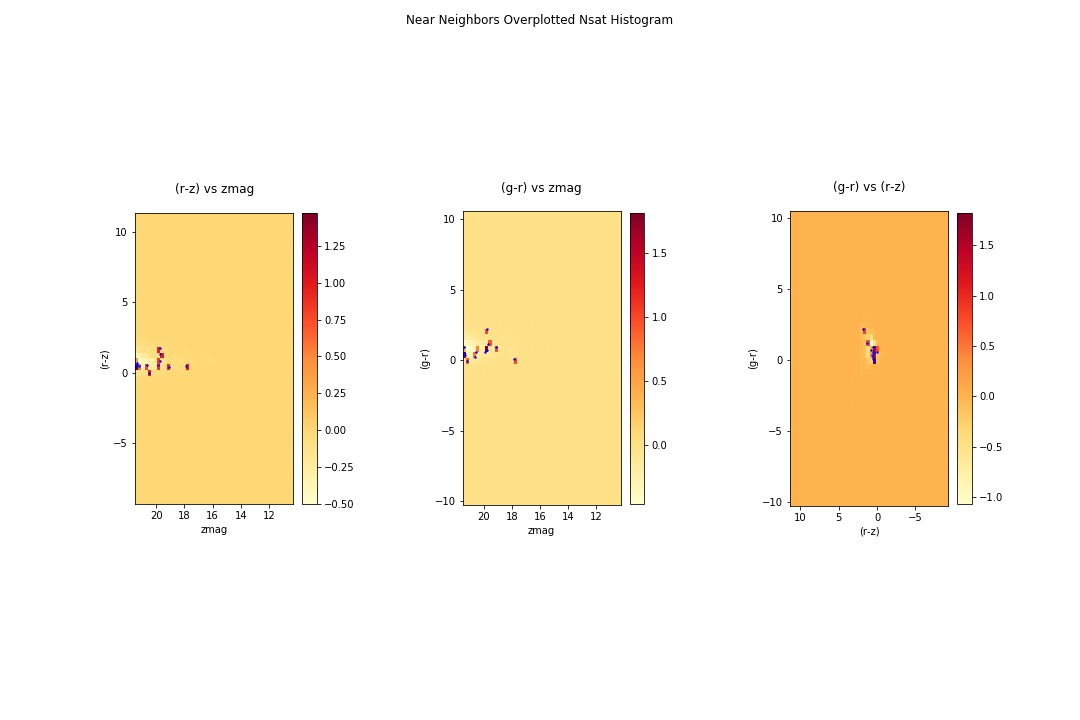 Near Neighbors Overplotted Nsat Histogram
(r-z) vs zmag
10
5
0
−5
(r-z)
20 18 16 14 12
zmag
1.25
1.00
0.75
0.50
0.25
0.00
−0.25
−0.50
(g-r) vs zmag
10
5
0
−5
−10
(g-r)
20 18 16 14 12
zmag
1.5
1.0
0.5
0.0
(g-r) vs (r-z)
10
5
0
−5
−10
(g-r)
10 5 0 −5
(r-z)
1.5
1.0
0.5
0.0
−0.5
−1.0